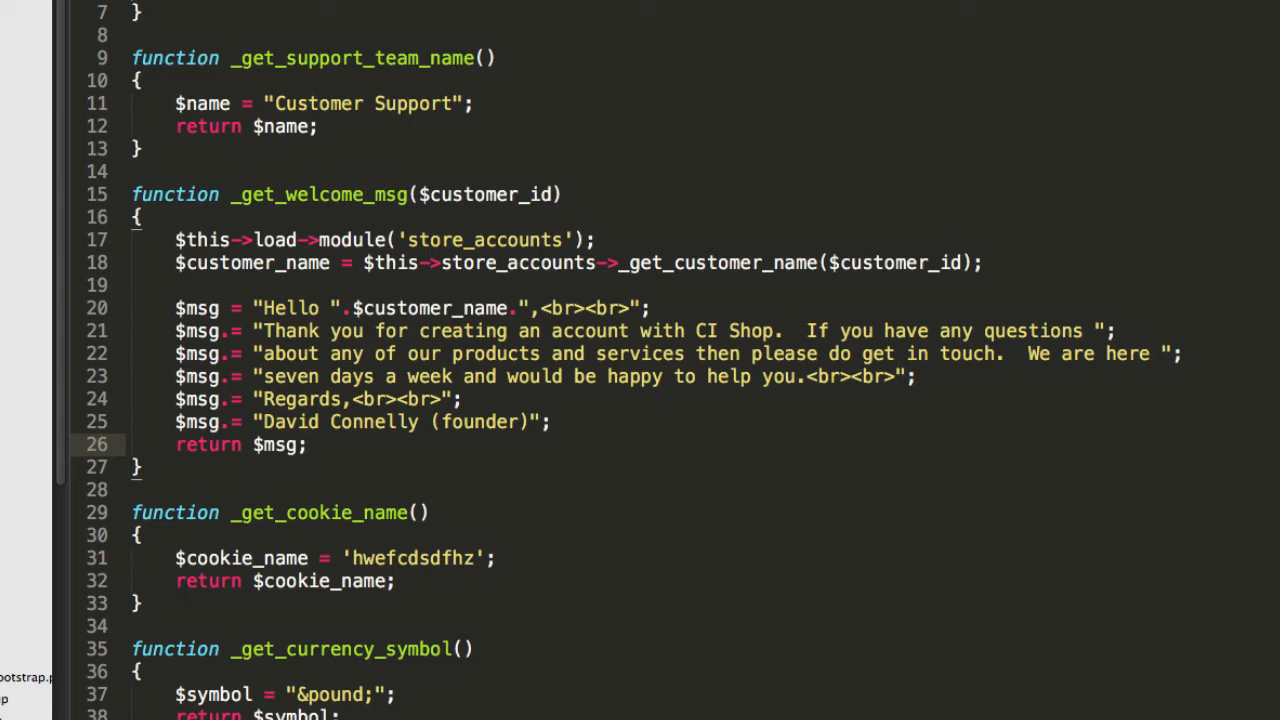 7 }
8
9 function _get_support_team_name()
10 {
11     $name = "Customer Support";
12     return $name;
13 }
14
15 function _get_welcome_msg($customer_id)
16 {
17     $this->load->module('store_accounts');
18     $customer_name = $this->store_accounts->_get_customer_name($customer_id);
19
20     $msg = "Hello ".$customer_name.",<br><br>";
21     $msg.= "Thank you for creating an account with CI Shop.  If you have any questions ";
22     $msg.= "about any of our products and services then please do get in touch.  We are here ";
23     $msg.= "seven days a week and would be happy to help you.<br><br>";
24     $msg.= "Regards,<br><br>";
25     $msg.= "David Connelly (founder)";
26     return $msg;
27 }
28
29 function _get_cookie_name()
30 {
31     $cookie_name = 'hwefcdsdfhz';
32     return $cookie_name;
33 }
34
35 function _get_currency_symbol()
36 {
37     $symbol = "&pound;";
38     return $symbol;
ootstrap.p